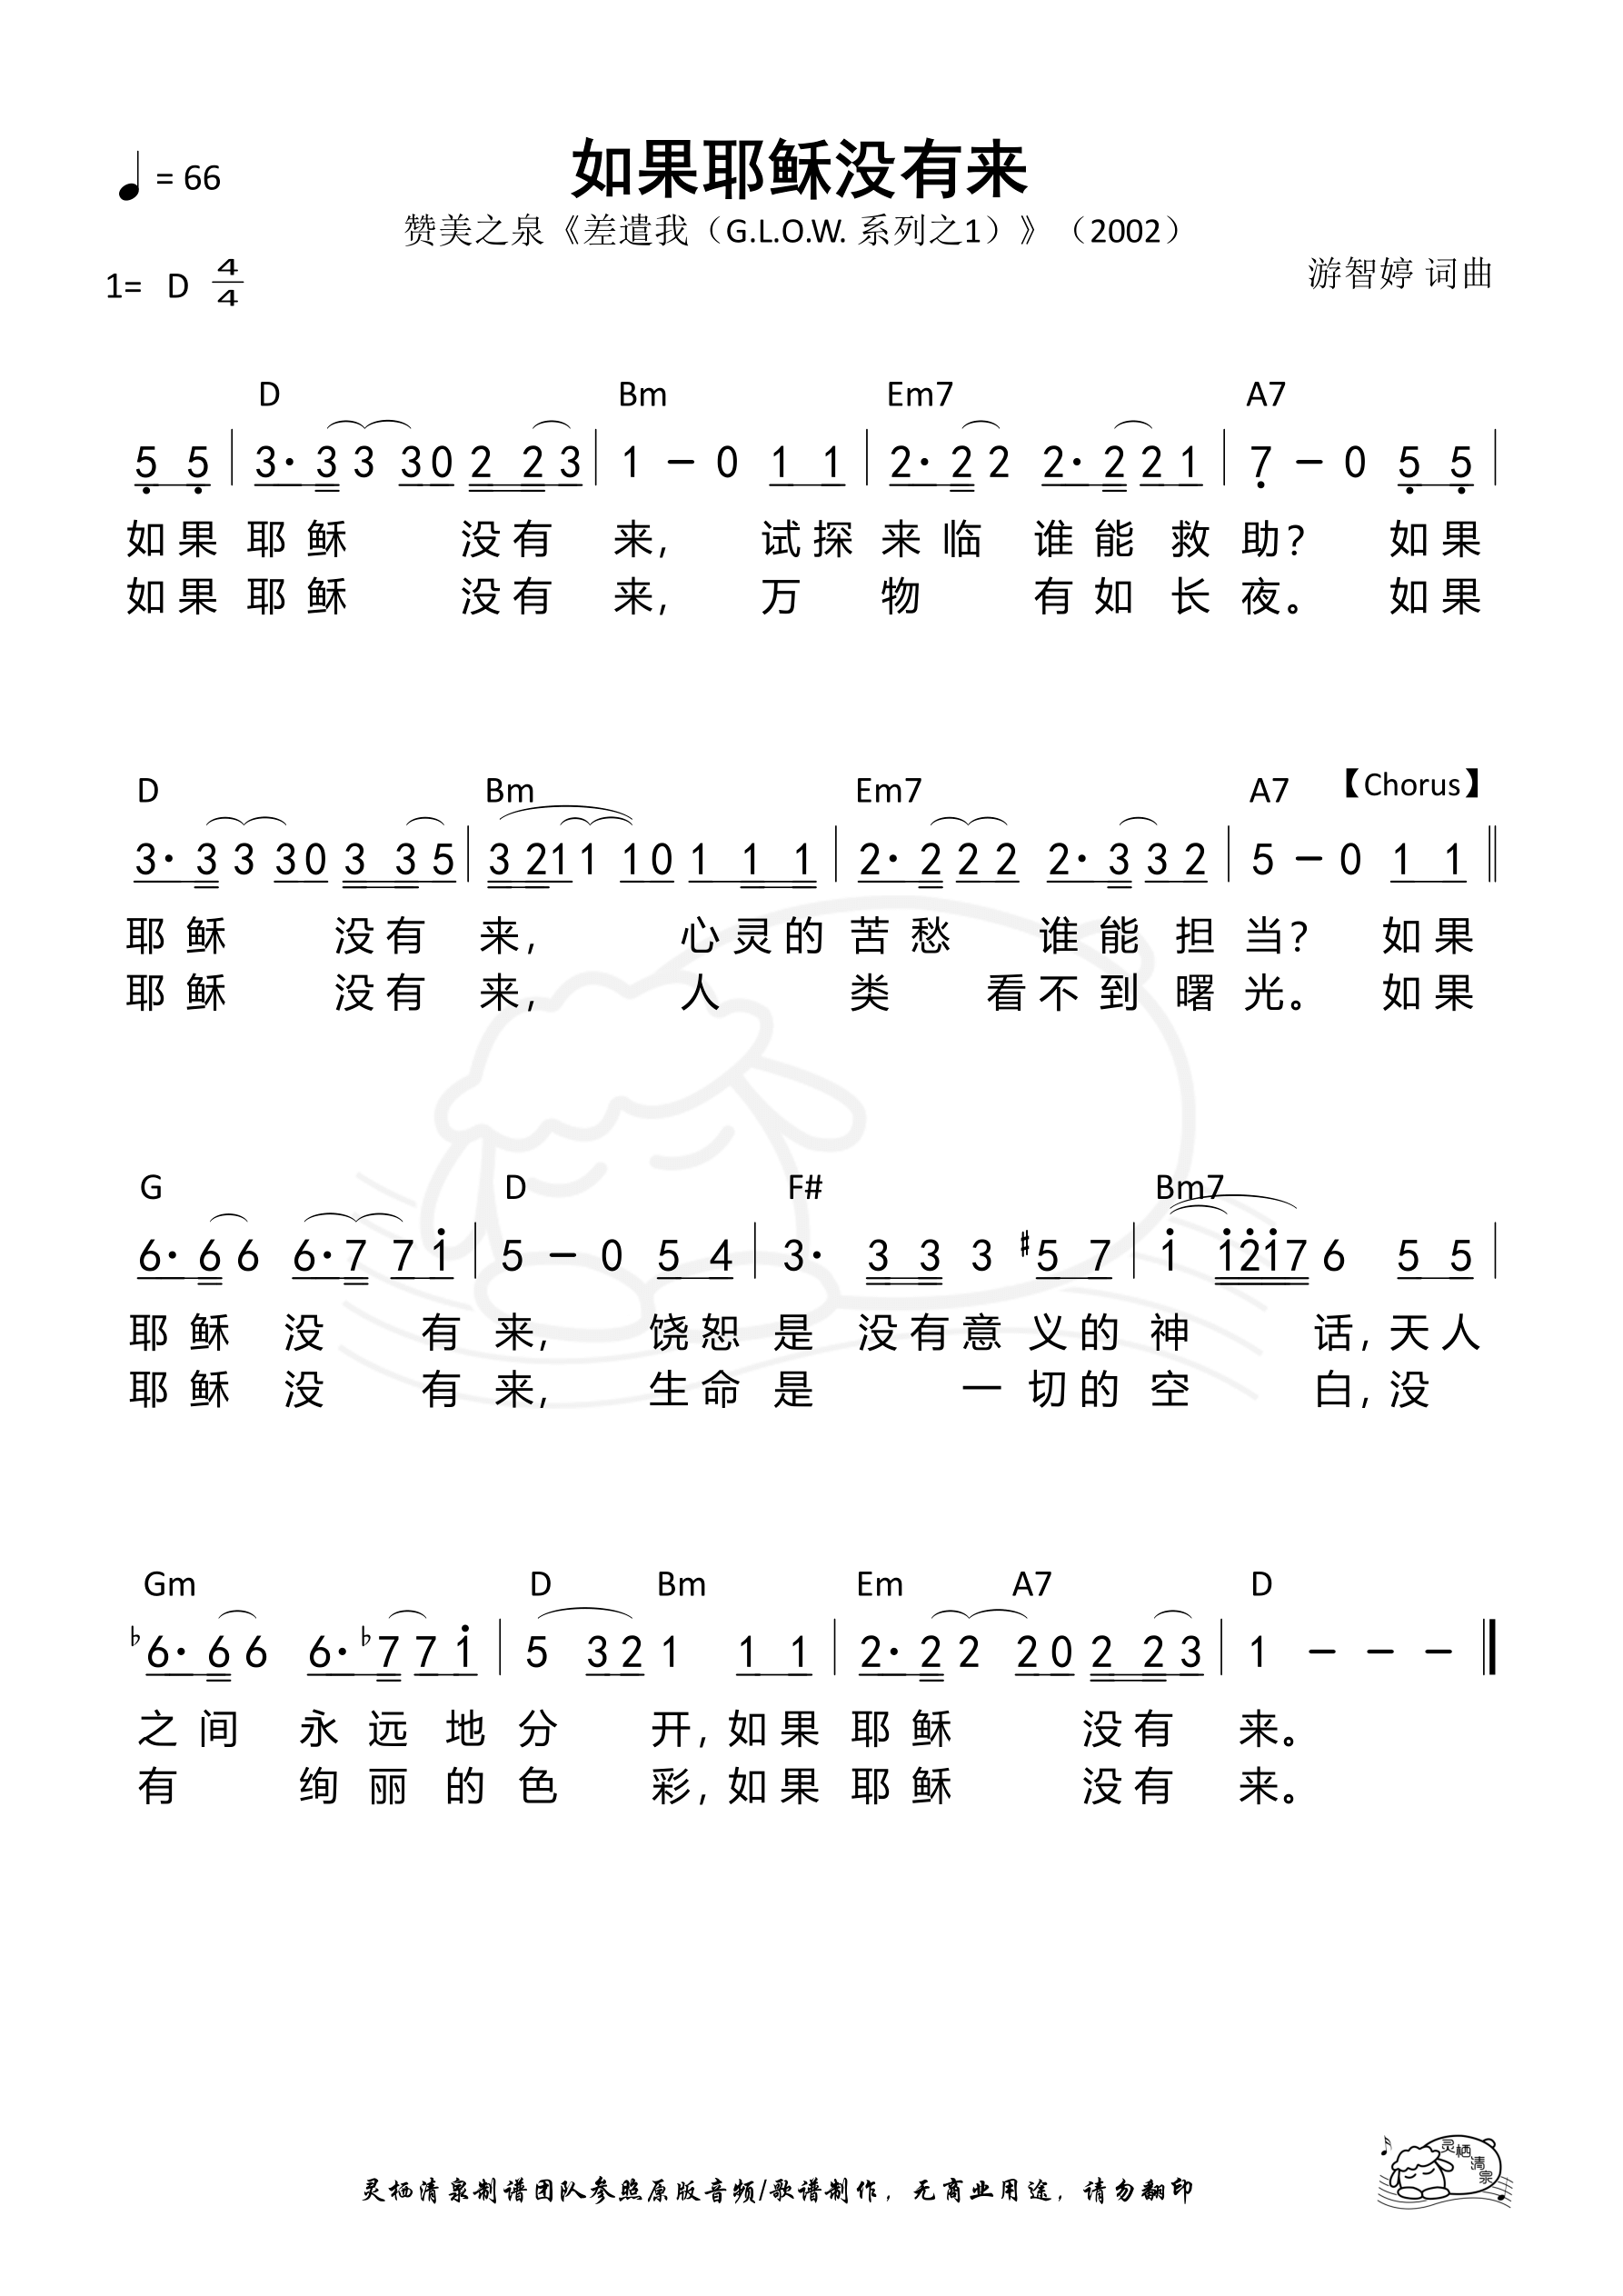 如果耶稣没有来
♩ = 66
赞美之泉《差遣我（G.L.O.W. 系列之1）》（2002）
1= D 4/4
游智婷 词曲
D Bm Em7 A7
5 5 | 3· 3 3 3 0 2 2 3 | 1 – 0 1 1 | 2· 2 2 2· 2 2 1 | 7 – 0 5 5 |
如果 耶稣 没有 来, 试探 来临 谁能 救 助? 如果
如果 耶稣 没有 来, 万 物 有如 长 夜。 如果
D Bm Em7 A7 【Chorus】
3· 3 3 3 0 3 3 5 | 3 2 1 1 1 0 1 1 1 | 2· 2 2 2 2· 3 3 2 | 5 – 0 1 1 ‖
耶稣 没有 来, 心灵的 苦愁 谁能 担 当? 如果
耶稣 没有 来, 人 类 看不到 曙 光。 如果
G D F# Bm7
6· 6 6 6· 7 7 1 | 5 – 0 5 4 | 3· 3 3 3 #5 7 | 1 1 2 1 7 6 5 5 |
耶稣 没 有 来, 饶恕 是 没有意 义的 神 话, 天人
耶稣 没 有 来, 生命 是 一 切的 空 白, 没
Gm D Bm Em A7 D
♭6· 6 6 6· ♭7 7 1 | 5 3 2 1 1 1 | 2· 2 2 2 0 2 2 3 | 1 – – – ‖
之间 永远 地 分 开, 如果 耶稣 没有 来。
有 绚丽 的 色 彩, 如果 耶稣 没有 来。
灵栖清泉
灵栖清泉制谱团队参照原版音频/歌谱制作，无商业用途，请勿翻印